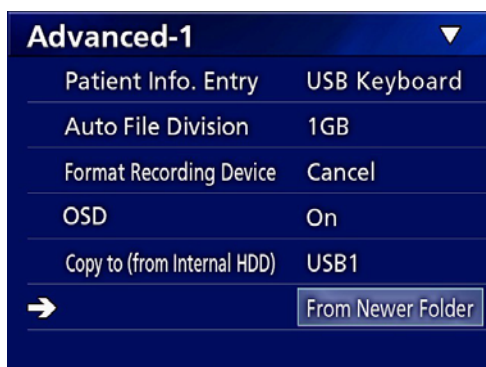 Advanced-1
Patient Info. Entry USB Keyboard
Auto File Division 1GB
Format Recording Device Cancel
OSD On
Copy to (from Internal HDD) USB1
From Newer Folder